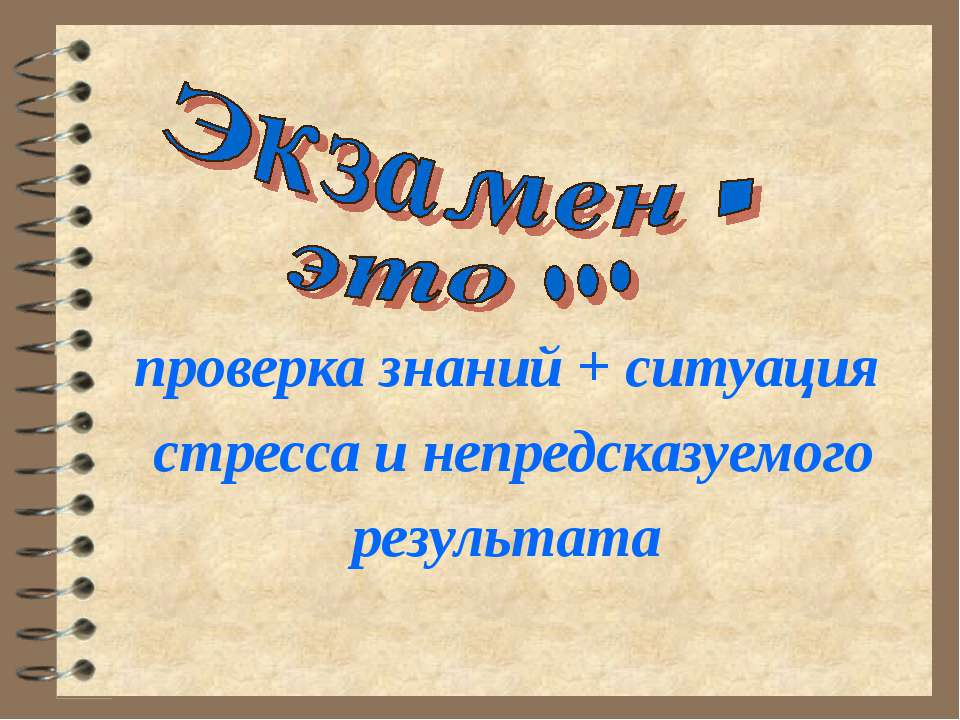 Экзамен -
это ...
проверка знаний + ситуация
стресса и непредсказуемого
результата